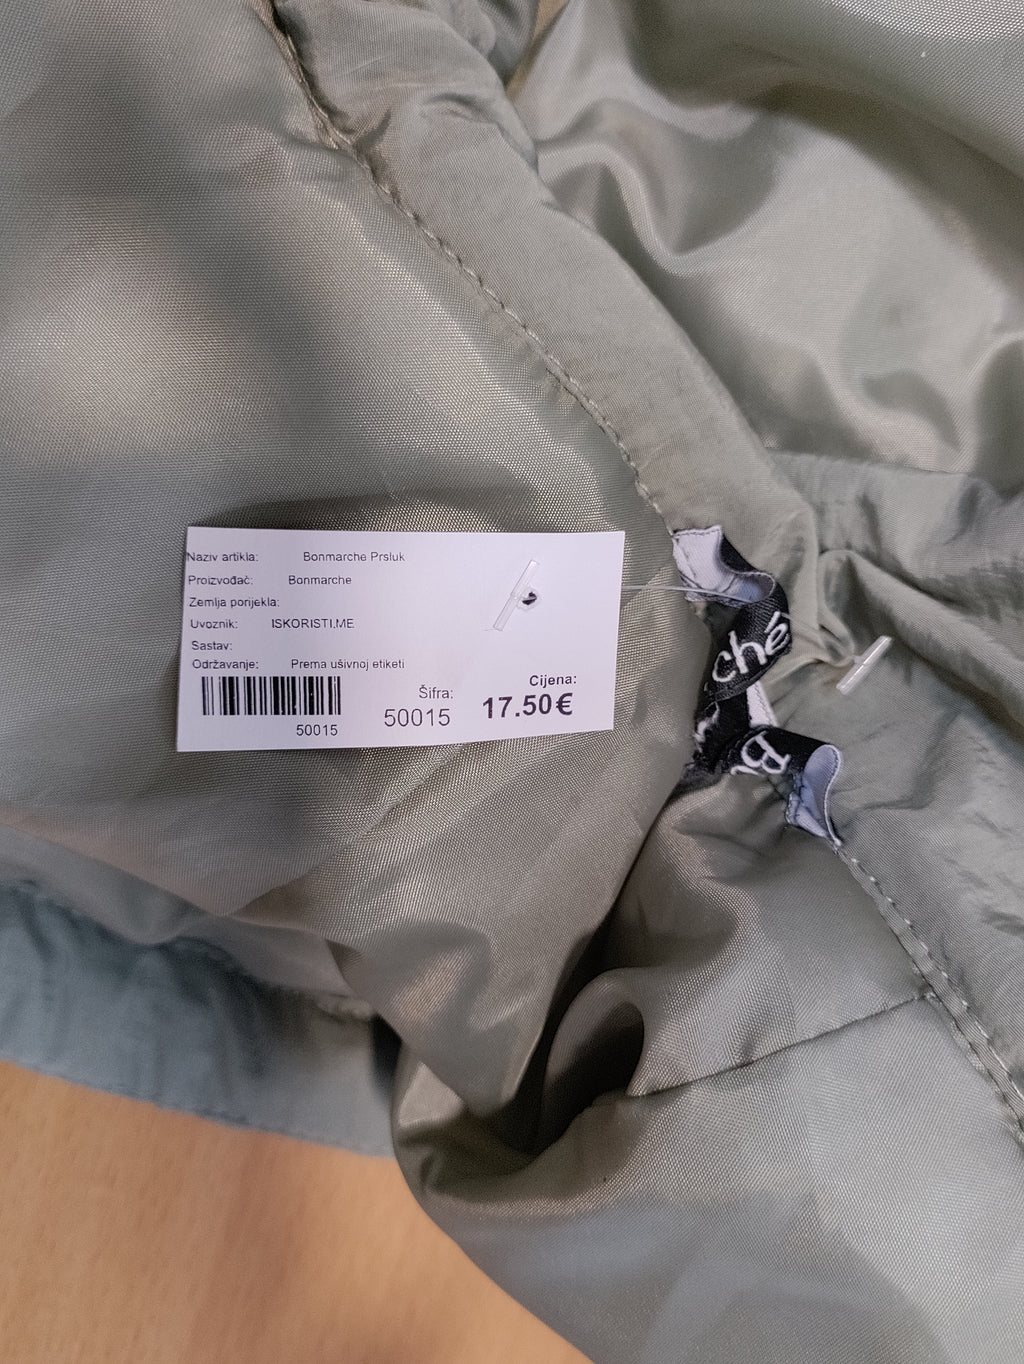 Naziv artikla: Bonmarche Prsluk
Proizvođač: Bonmarche
Zemlja porijekla:
Uvoznik: ISKORISTI.ME
Sastav:
Održavanje: Prema ušivnoj etiketi
Šifra: Cijena:
50015 50015 17.50€
ché
B